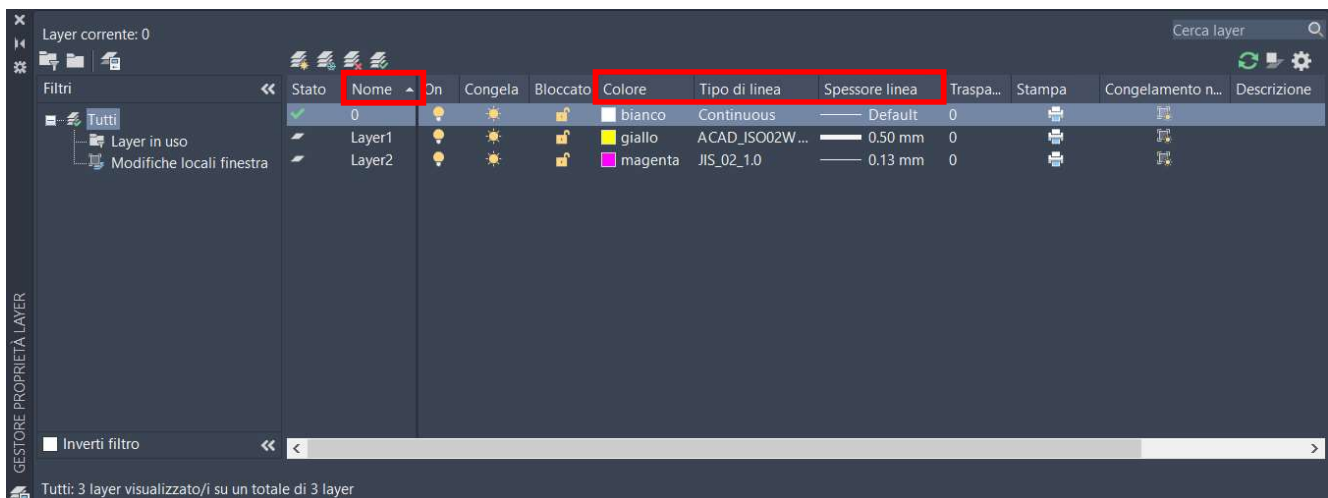 Layer corrente: 0
Cerca layer
Filtri
Stato Nome On Congela Bloccato Colore Tipo di linea Spessore linea Traspa... Stampa Congelamento n... Descrizione
Tutti
0 bianco Continuous Default 0
Layer in uso
Layer1 giallo ACAD_ISO02W... 0.50 mm 0
Modifiche locali finestra
Layer2 magenta JIS_02_1.0 0.13 mm 0
GESTORE PROPRIETÀ LAYER
Inverti filtro
Tutti: 3 layer visualizzato/i su un totale di 3 layer